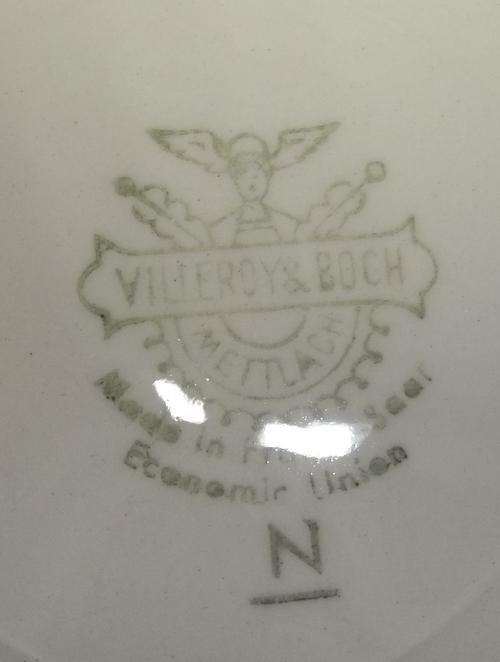 VILLEROY & BOCH
METTLACH
Made in Saar
Economic Union
N